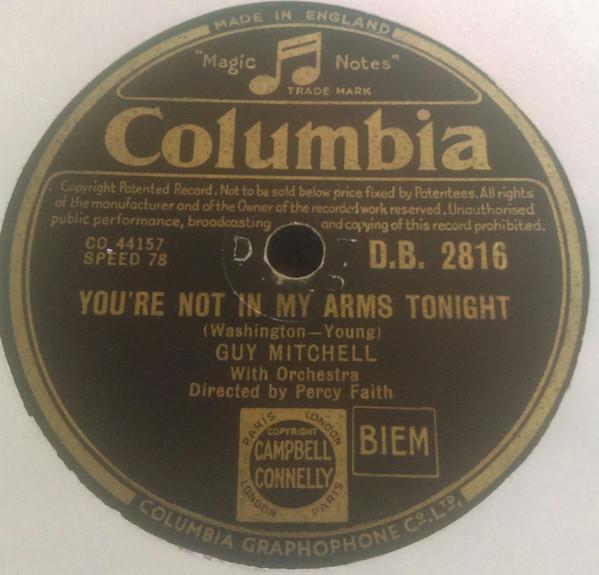 MADE IN ENGLAND
"Magic Notes"
TRADE MARK
Columbia
Copyright Patented Record. Not to be sold below price fixed by Patentees. All rights
of the manufacturer and of the Owner of the recorded work reserved. Unauthorised
public performance, broadcasting and copying of this record prohibited.
CO 44157
SPEED 78
D.B. 2816
YOU'RE NOT IN MY ARMS TONIGHT
(Washington—Young)
GUY MITCHELL
With Orchestra
Directed by Percy Faith
PARIS LONDON
COPYRIGHT
CAMPBELL
CONNELLY
LONDON PARIS
BIEM
COLUMBIA GRAPHOPHONE CO. LTD.